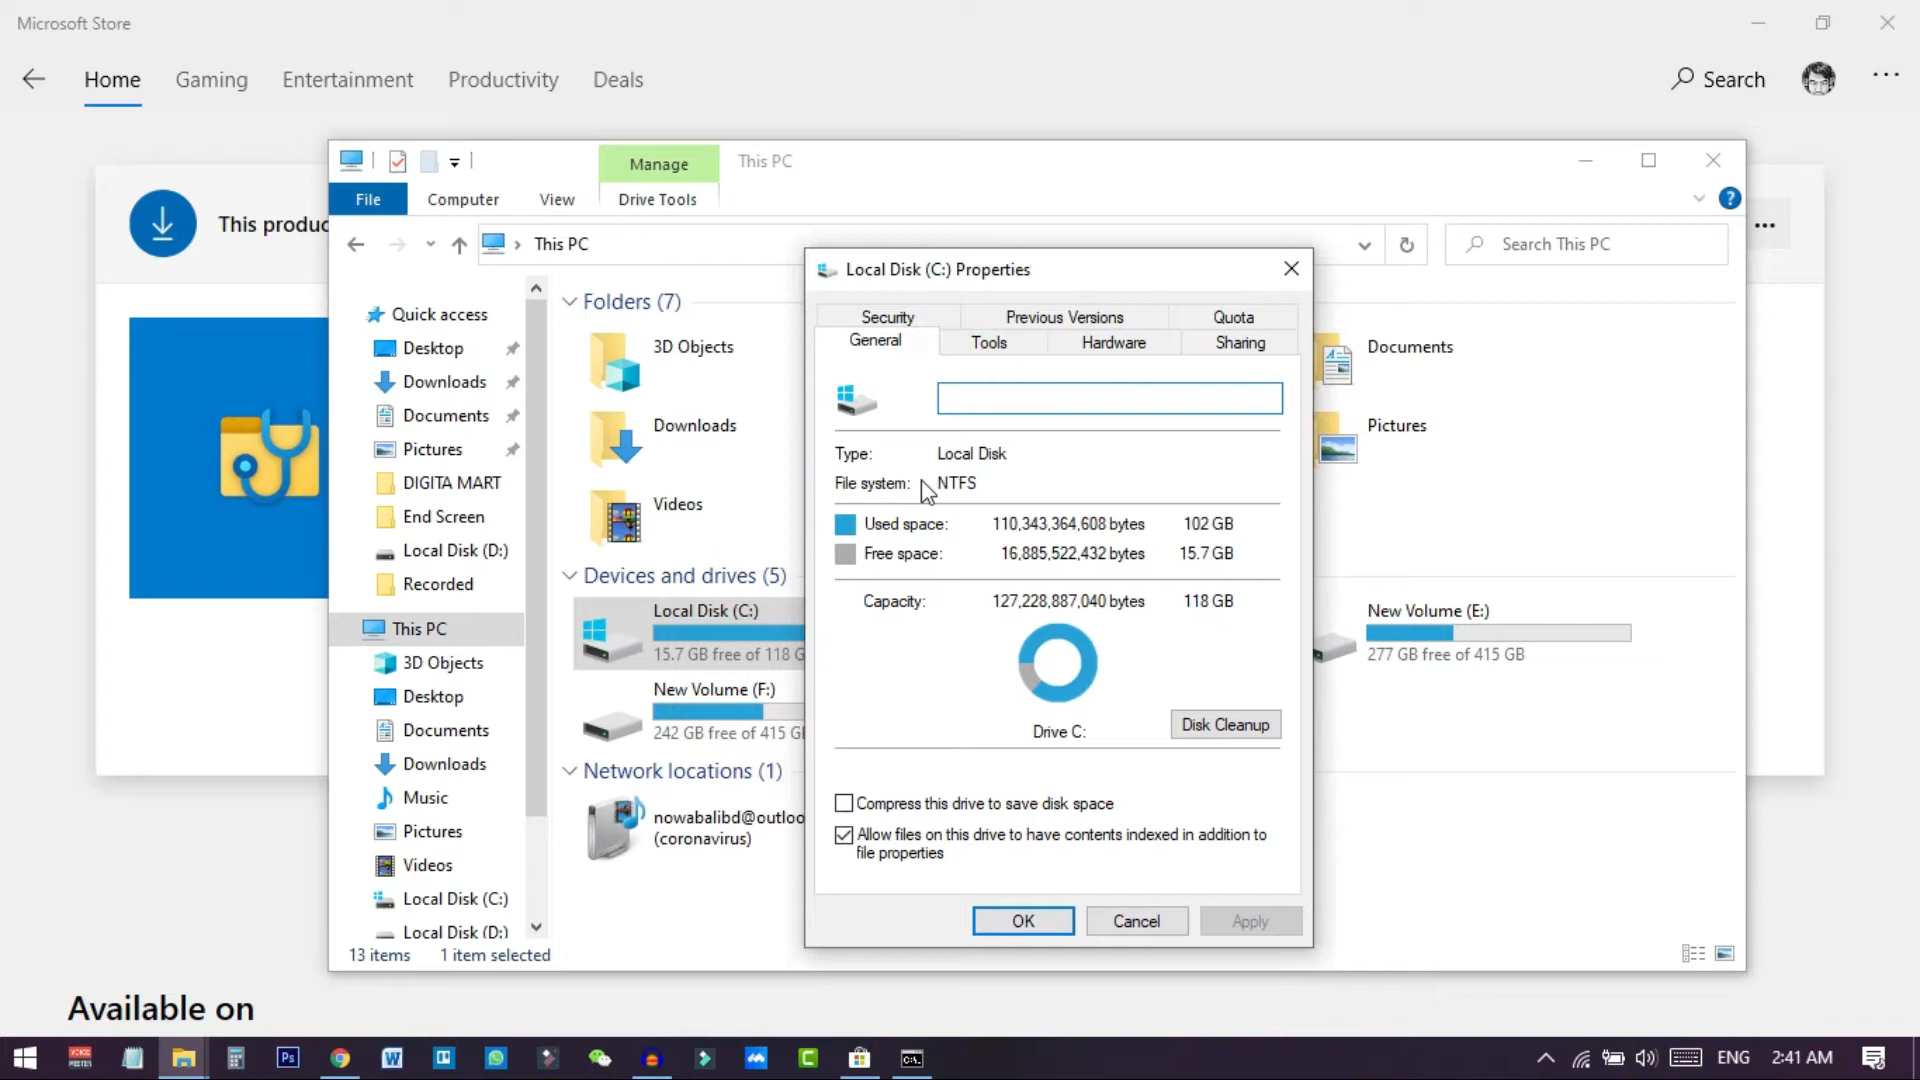 Microsoft Store
Home Gaming Entertainment Productivity Deals Search
Manage This PC
File Computer View Drive Tools
This produc
This PC
Search This PC
Quick access
Desktop
Downloads
Documents
Pictures
DIGITA MART
End Screen
Local Disk (D:)
Recorded
This PC
3D Objects
Desktop
Documents
Downloads
Music
Pictures
Videos
Local Disk (C:)
Local Disk (D:)
Folders (7)
3D Objects
Downloads
Videos
Documents
Pictures
Devices and drives (5)
Local Disk (C:)
15.7 GB free of 118 G
New Volume (F:)
242 GB free of 415 G
New Volume (E:)
277 GB free of 415 GB
Network locations (1)
nowabalibd@outloo
(coronavirus)
13 items 1 item selected
Local Disk (C:) Properties
Security Previous Versions Quota
General Tools Hardware Sharing
Type: Local Disk
File system: NTFS
Used space: 110,343,364,608 bytes 102 GB
Free space: 16,885,522,432 bytes 15.7 GB
Capacity: 127,228,887,040 bytes 118 GB
Drive C:
Disk Cleanup
Compress this drive to save disk space
Allow files on this drive to have contents indexed in addition to
file properties
OK Cancel Apply
Available on
Ps
W
C
C:\
ENG 2:41 AM